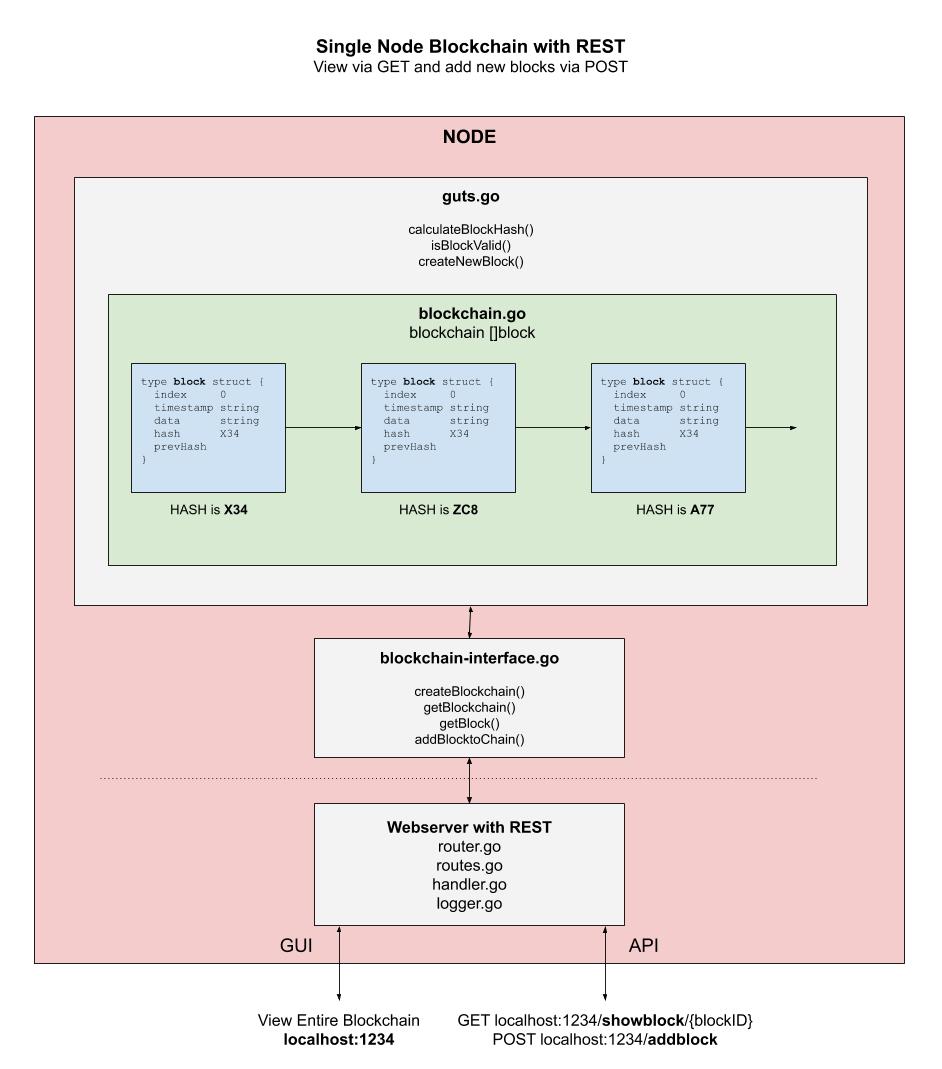 Single Node Blockchain with REST
View via GET and add new blocks via POST
NODE
guts.go
calculateBlockHash()
isBlockValid()
createNewBlock()
blockchain.go
blockchain []block
type block struct {
index 0
timestamp string
data string
hash X34
prevHash
}
HASH is X34
type block struct {
index 0
timestamp string
data string
hash X34
prevHash
}
HASH is ZC8
type block struct {
index 0
timestamp string
data string
hash X34
prevHash
}
HASH is A77
blockchain-interface.go
createBlockchain()
getBlockchain()
getBlock()
addBlocktoChain()
Webserver with REST
router.go
routes.go
handler.go
logger.go
GUI
API
View Entire Blockchain
localhost:1234
GET localhost:1234/showblock/{blockID}
POST localhost:1234/addblock